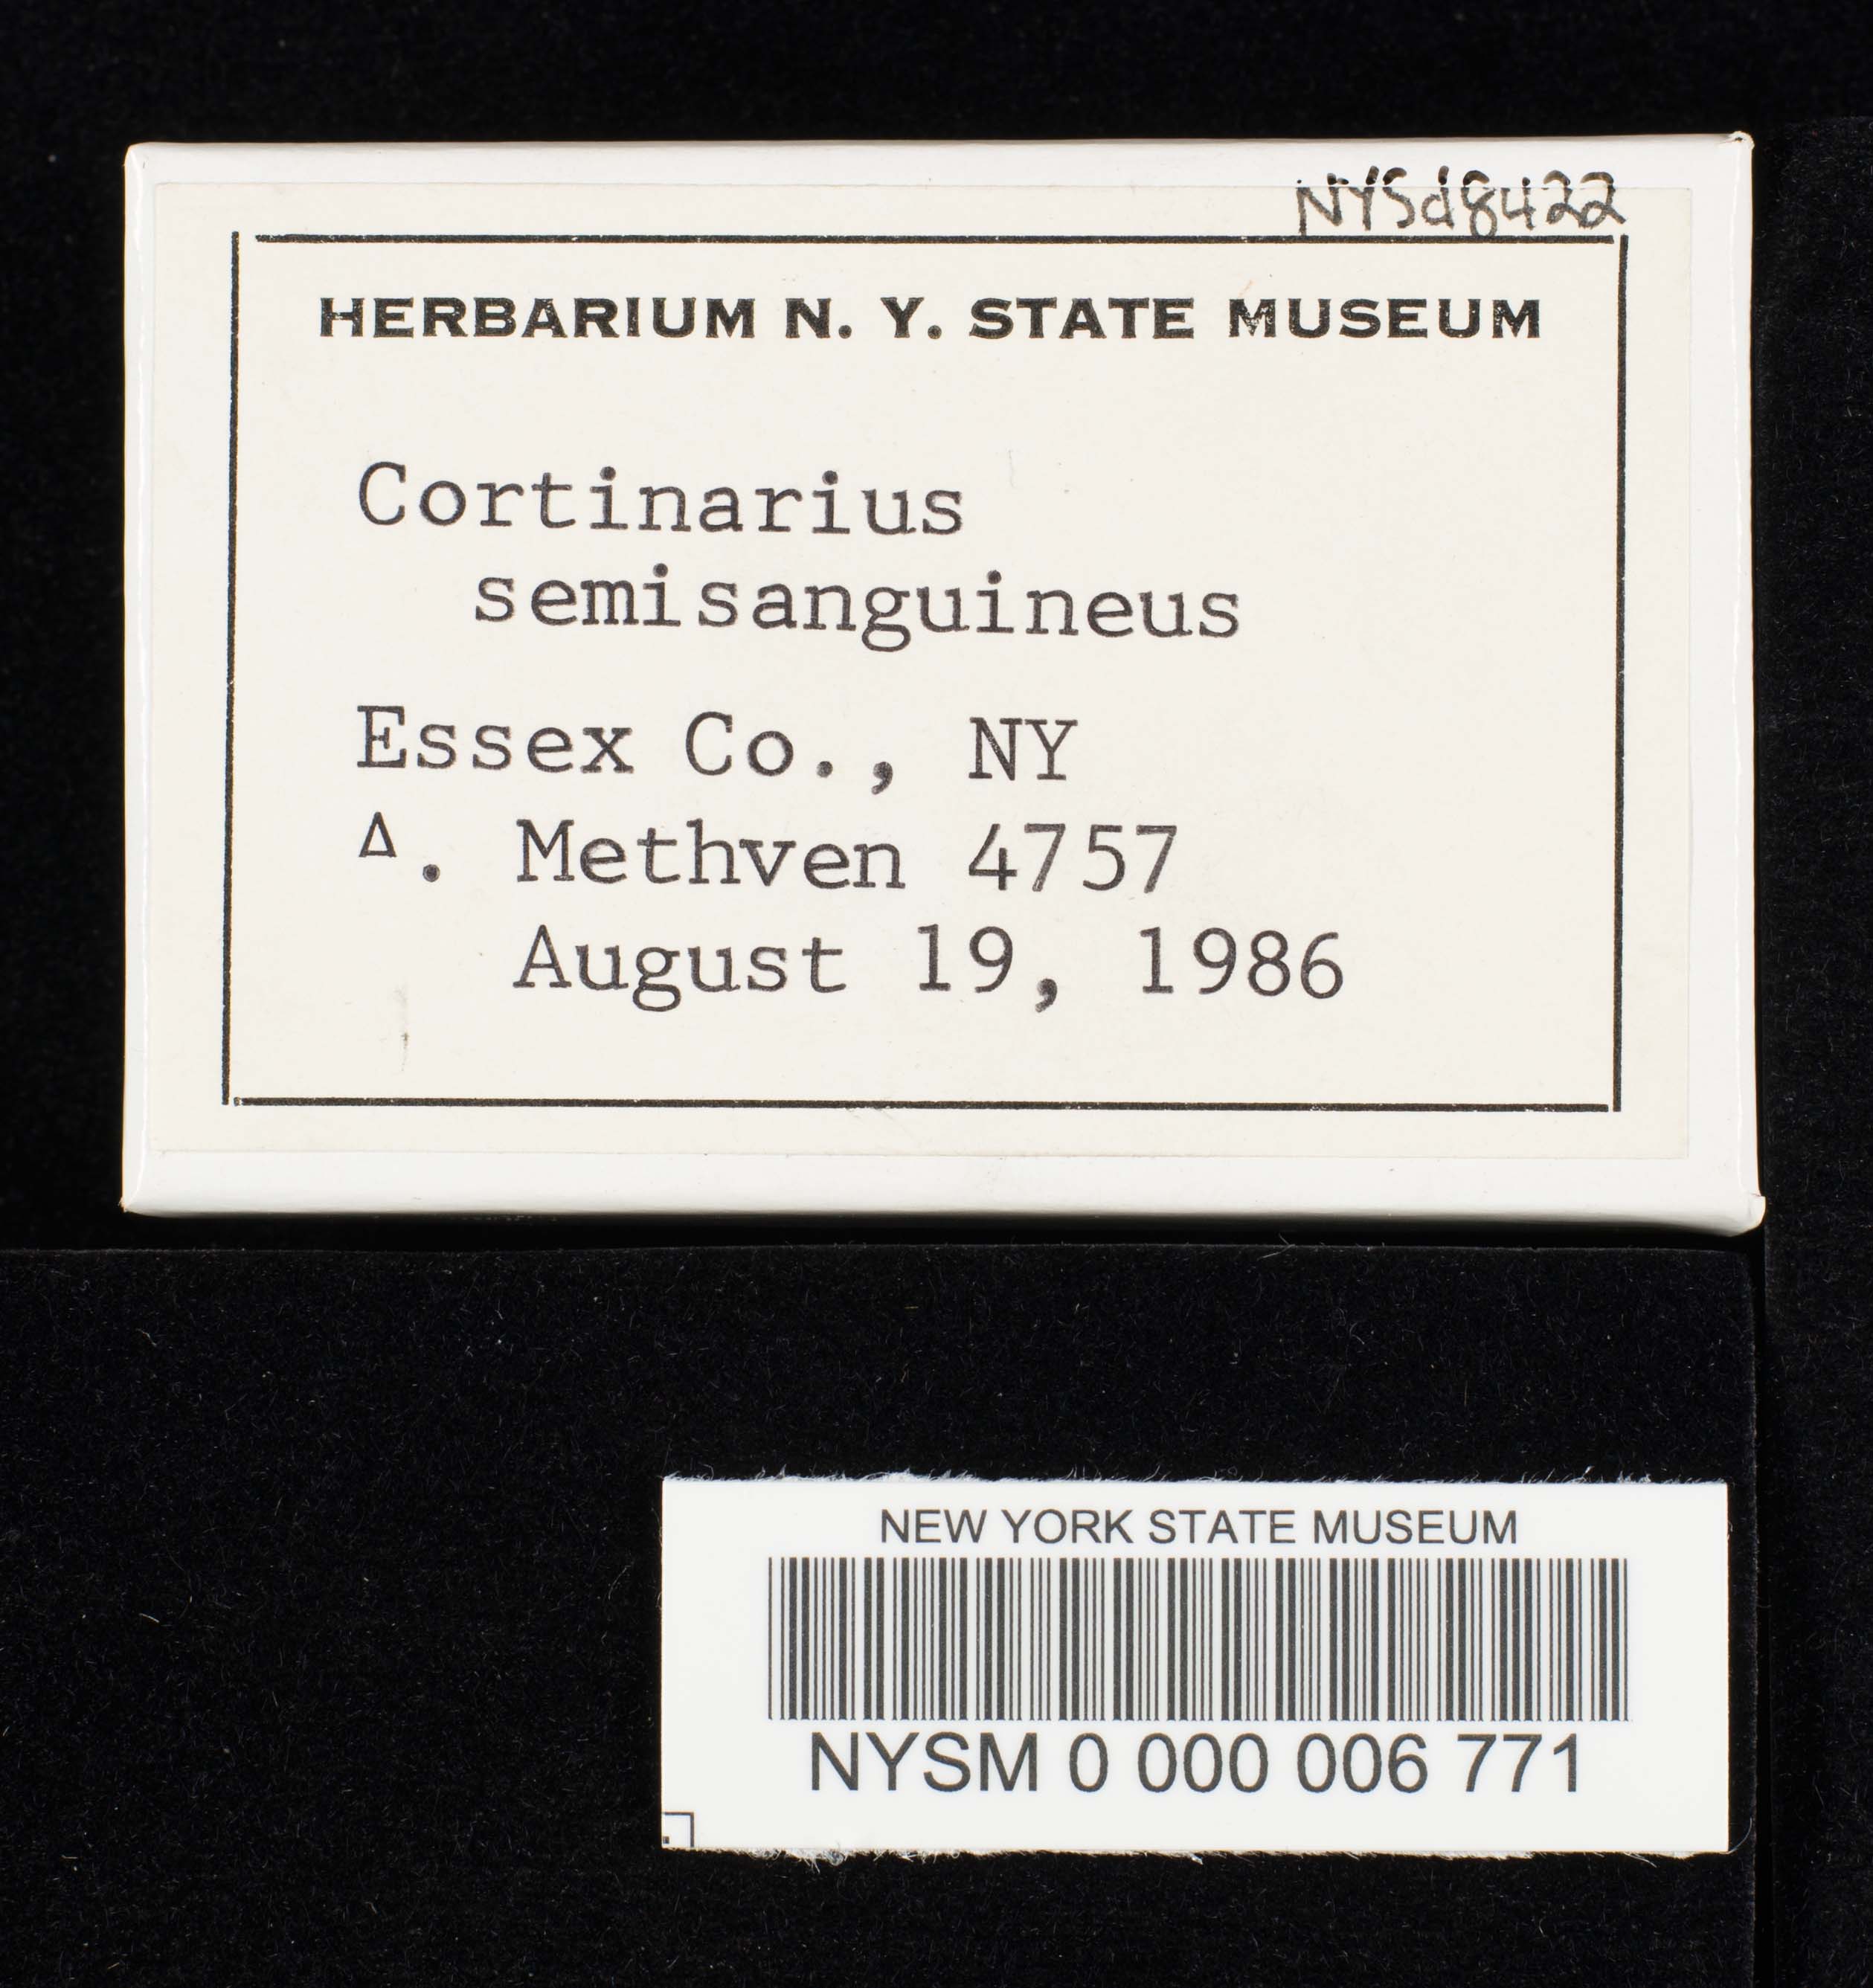 NYSd8422
HERBARIUM N. Y. STATE MUSEUM
Cortinarius
semisanguineus
Essex Co., NY
A. Methven 4757
August 19, 1986
NEW YORK STATE MUSEUM
NYSM 0 000 006 771